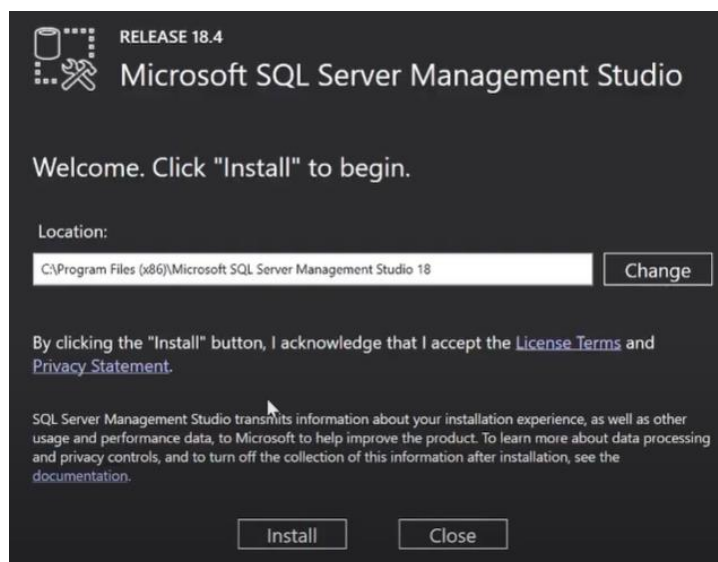 RELEASE 18.4
Microsoft SQL Server Management Studio
Welcome. Click "Install" to begin.
Location:
C:\Program Files (x86)\Microsoft SQL Server Management Studio 18
Change
By clicking the "Install" button, I acknowledge that I accept the License Terms and
Privacy Statement.
SQL Server Management Studio transmits information about your installation experience, as well as other
usage and performance data, to Microsoft to help improve the product. To learn more about data processing
and privacy controls, and to turn off the collection of this information after installation, see the
documentation.
Install
Close